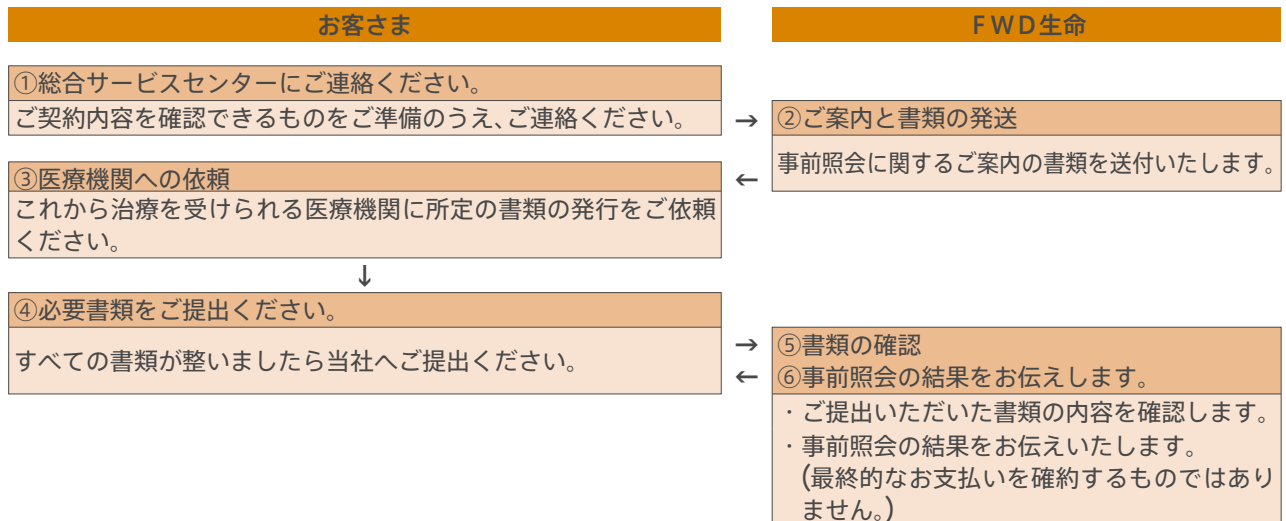 お客さま
ＦＷＤ生命
①総合サービスセンターにご連絡ください。
ご契約内容を確認できるものをご準備のうえ、ご連絡ください。
→
②ご案内と書類の発送
事前照会に関するご案内の書類を送付いたします。
←
③医療機関への依頼
これから治療を受けられる医療機関に所定の書類の発行をご依頼
ください。
↓
④必要書類をご提出ください。
すべての書類が整いましたら当社へご提出ください。
→
←
⑤書類の確認
⑥事前照会の結果をお伝えします。
・ご提出いただいた書類の内容を確認します。
・事前照会の結果をお伝えいたします。
(最終的なお支払いを確約するものではあり
ません。)